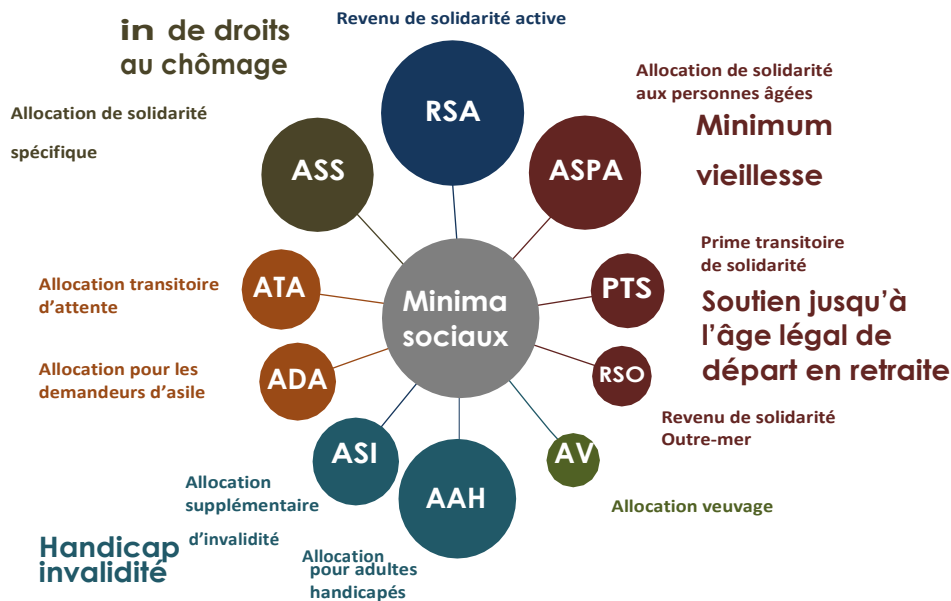 in de droits
au chômage
Revenu de solidarité active
Allocation de solidarité
spécifique
RSA
Allocation de solidarité
aux personnes âgées
Minimum
vieillesse
ASS
ASPA
Allocation transitoire
d’attente
ATA
Minima
sociaux
PTS
Prime transitoire
de solidarité
Soutien jusqu’à
l’âge légal de
départ en retraite
Allocation pour les
demandeurs d’asile
ADA
RSO
Revenu de solidarité
Outre-mer
ASI
AAH
AV
Allocation veuvage
Allocation
supplémentaire
d’invalidité
Handicap
invalidité
Allocation
pour adultes
handicapés